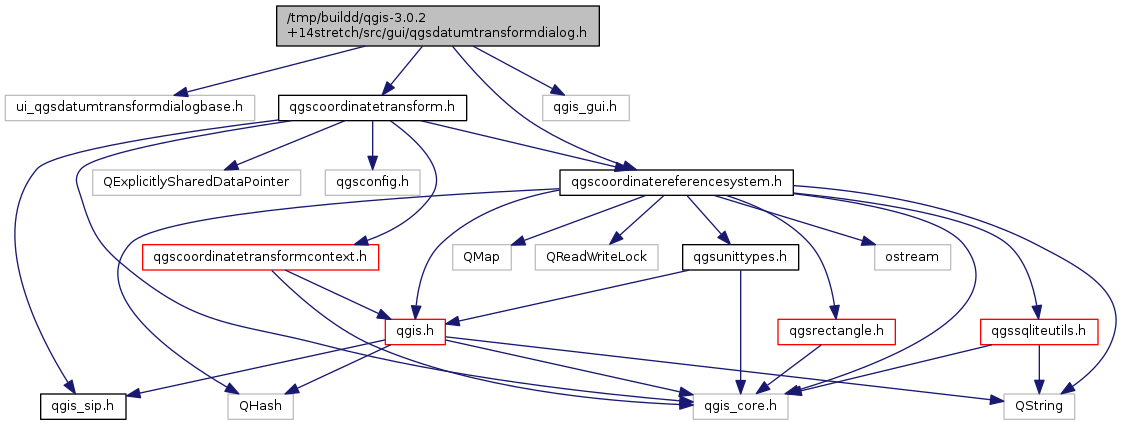 /tmp/buildd/qgis-3.0.2
+14stretch/src/gui/qgsdatumtransformdialog.h
ui_qgsdatumtransformdialogbase.h
qgscoordinatetransform.h
qgis_gui.h
QExplicitlySharedDataPointer
qgsconfig.h
qgscoordinatereferencesystem.h
qgscoordinatetransformcontext.h
QMap
QReadWriteLock
qgsunittypes.h
ostream
qgis.h
qgsrectangle.h
qgssqliteutils.h
qgis_sip.h
QHash
qgis_core.h
QString